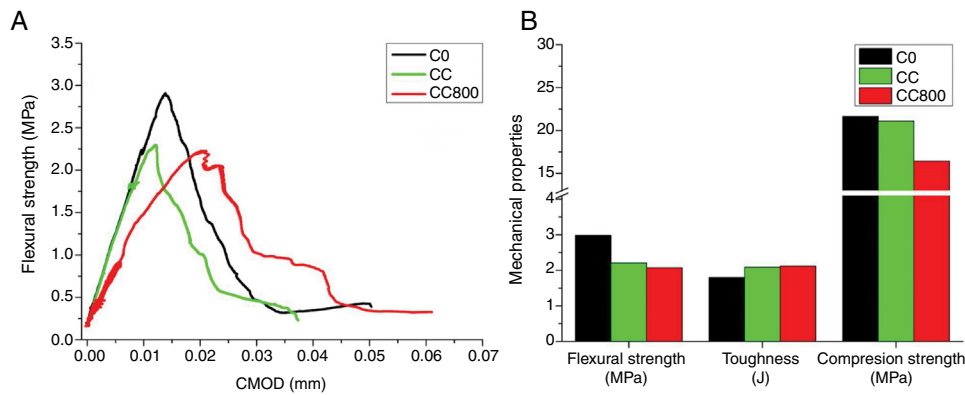 A
Flexural strength (MPa)
3.5
3.0
2.5
2.0
1.5
1.0
0.5
0.0
C0
CC
CC800
0.00 0.01 0.02 0.03 0.04 0.05 0.06 0.07
CMOD (mm)
B
Mechanical properties
30
25
20
15
4
3
2
1
0
C0
CC
CC800
Flexural strength
(MPa)
Toughness
(J)
Compresion strength
(MPa)